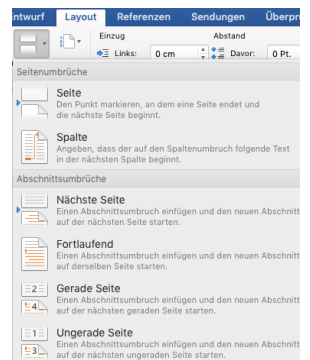 ntwurf Layout Referenzen Sendungen Überprü
Einzug Abstand
Links: 0 cm Davor: 0 Pt.
Seitenumbrüche
Seite
Den Punkt markieren, an dem eine Seite endet und
die nächste Seite beginnt.
Spalte
Angeben, dass der auf den Spaltenumbruch folgende Text
in der nächsten Spalte beginnt.
Abschnittsumbrüche
Nächste Seite
Einen Abschnittsumbruch einfügen und den neuen Abschnitt
auf der nächsten Seite starten.
Fortlaufend
Einen Abschnittsumbruch einfügen und den neuen Abschnitt
auf derselben Seite starten.
2
4
Gerade Seite
Einen Abschnittsumbruch einfügen und den neuen Abschnitt
auf der nächsten geraden Seite starten.
1
3
Ungerade Seite
Einen Abschnittsumbruch einfügen und den neuen Abschnitt
auf der nächsten ungeraden Seite starten.